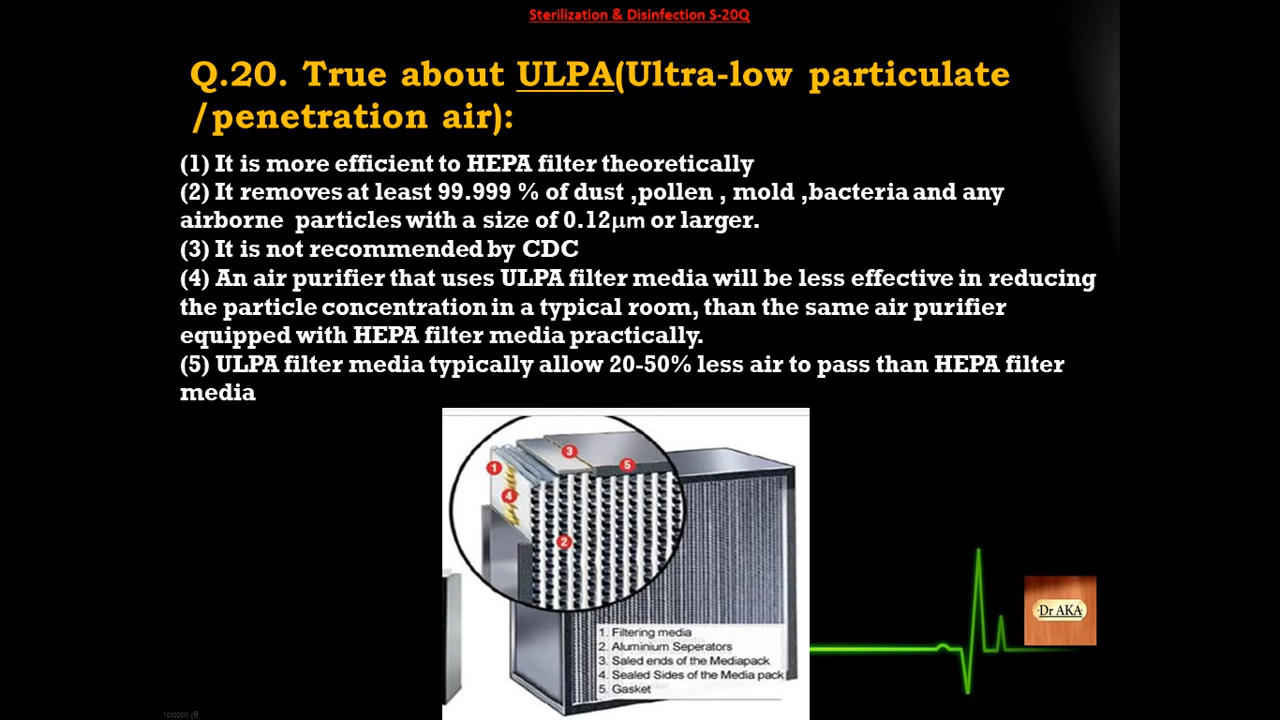 Sterilization & Disinfection S-20Q
Q.20. True about ULPA(Ultra-low particulate
/penetration air):
(1) It is more efficient to HEPA filter theoretically
(2) It removes at least 99.999 % of dust ,pollen , mold ,bacteria and any
airborne particles with a size of 0.12µm or larger.
(3) It is not recommended by CDC
(4) An air purifier that uses ULPA filter media will be less effective in reducing
the particle concentration in a typical room, than the same air purifier
equipped with HEPA filter media practically.
(5) ULPA filter media typically allow 20-50% less air to pass than HEPA filter
media
3
1
5
4
2
1. Filtering media
2. Aluminium Seperators
3. Saled ends of the Mediapack
4. Sealed Sides of the Media pack
5. Gasket
Dr AKA